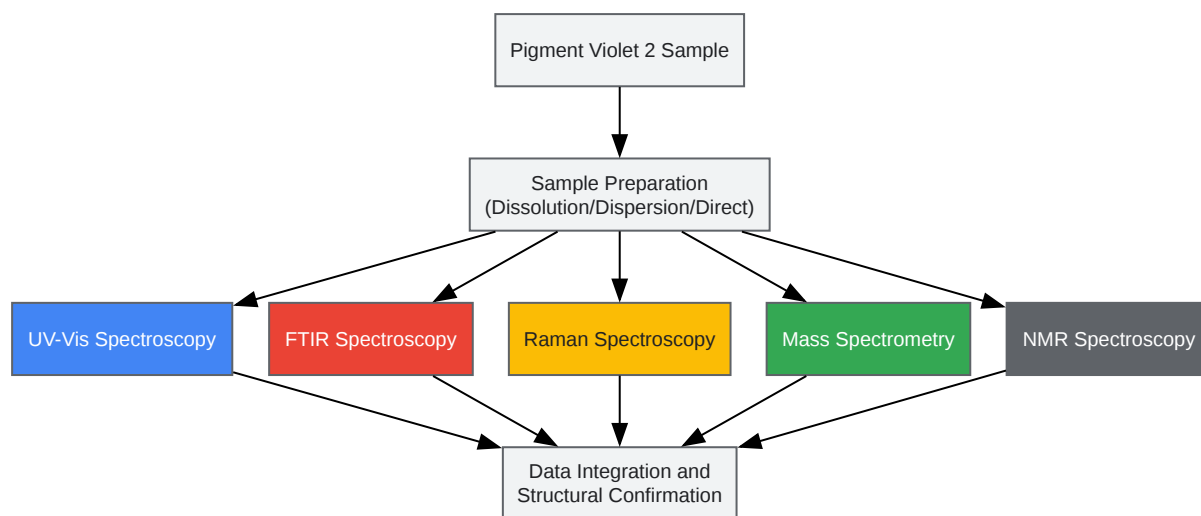 Pigment Violet 2 Sample
Sample Preparation
(Dissolution/Dispersion/Direct)
UV-Vis Spectroscopy
FTIR Spectroscopy
Raman Spectroscopy
Mass Spectrometry
NMR Spectroscopy
Data Integration and
Structural Confirmation